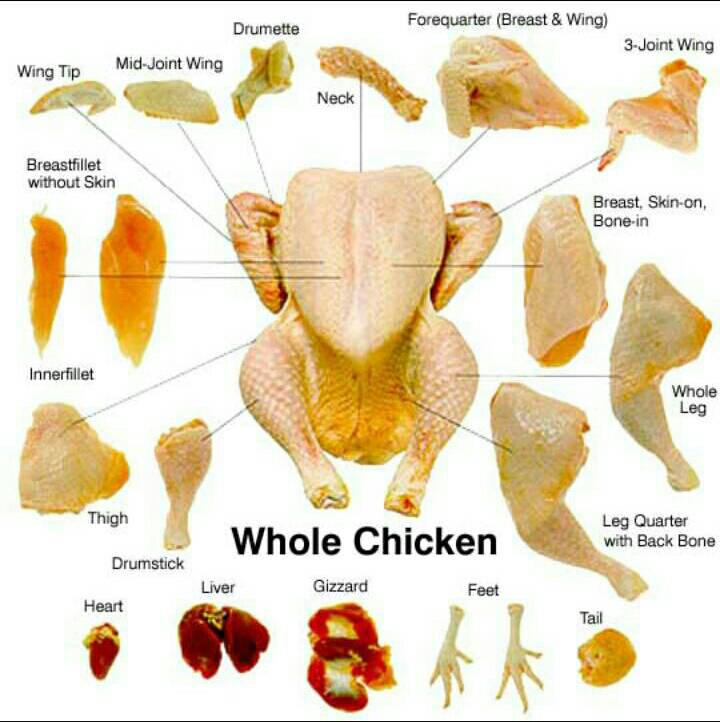 Drumette
Forequarter (Breast & Wing)
3-Joint Wing
Wing Tip
Mid-Joint Wing
Neck
Breastfillet
without Skin
Breast, Skin-on,
Bone-in
Innerfillet
Whole
Leg
Thigh
Drumstick
Leg Quarter
with Back Bone
Whole Chicken
Heart
Liver
Gizzard
Feet
Tail